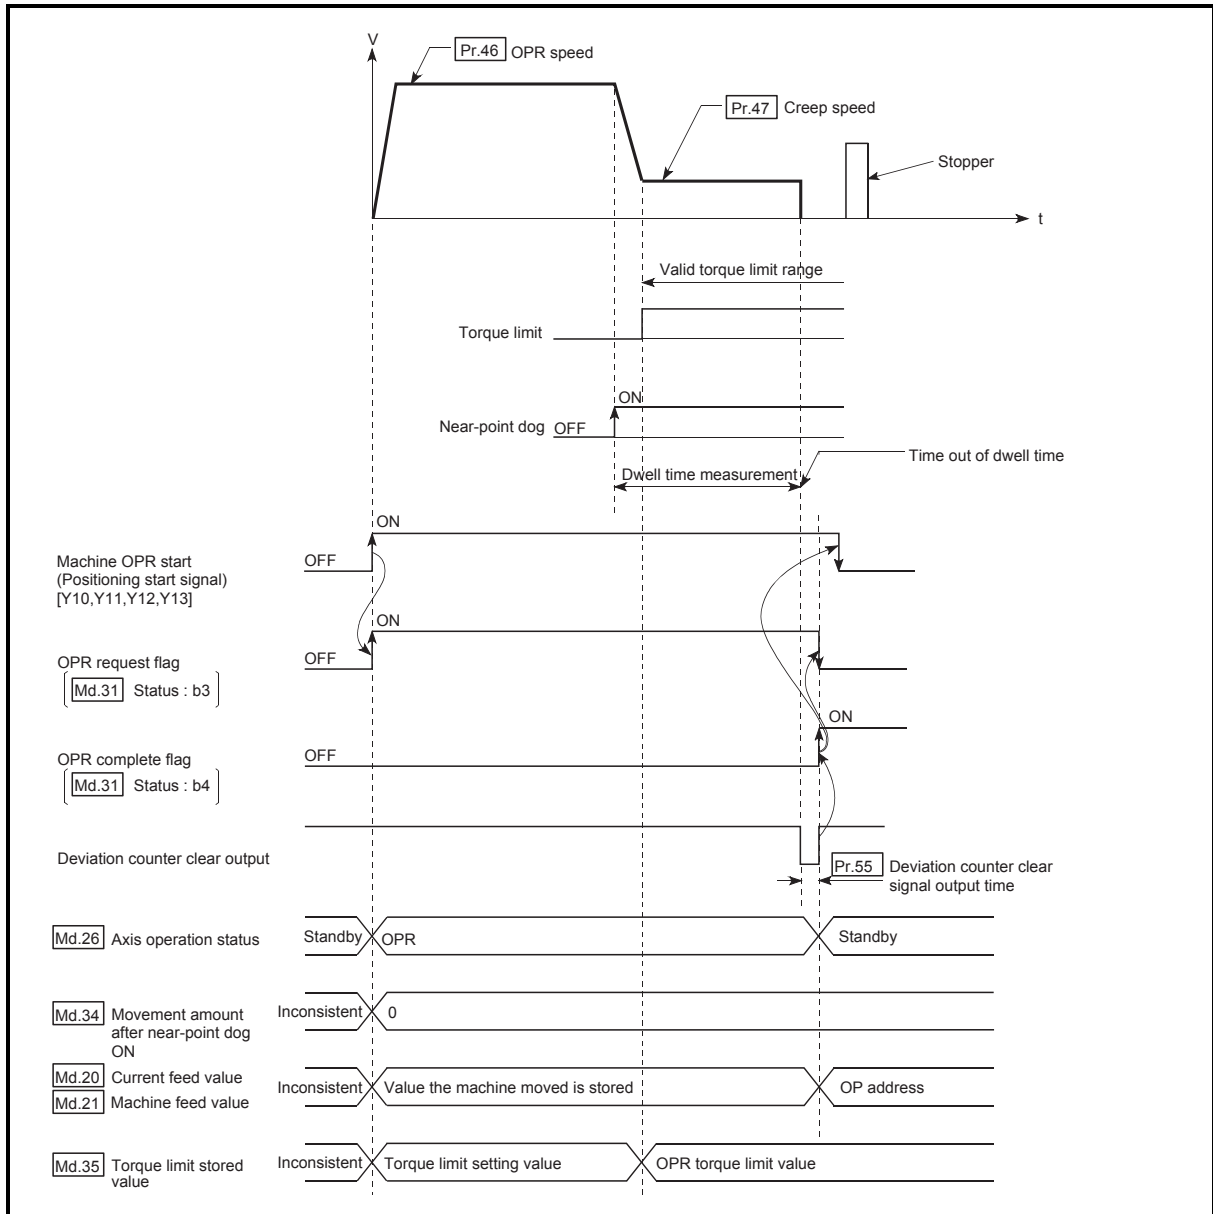 V
Pr.46 OPR speed
Pr.47 Creep speed
Stopper
t
Valid torque limit range
Torque limit
ON
Near-point dog OFF
Time out of dwell time
Dwell time measurement
ON
Machine OPR start
(Positioning start signal)
[Y10,Y11,Y12,Y13]
OFF
ON
OPR request flag
OFF
Md.31 Status : b3
ON
OPR complete flag
OFF
Md.31 Status : b4
Deviation counter clear output
Pr.55 Deviation counter clear
signal output time
Md.26 Axis operation status
Standby
OPR
Standby
Md.34 Movement amount
after near-point dog
ON
Inconsistent
0
Md.20 Current feed value
Md.21 Machine feed value
Inconsistent
Value the machine moved is stored
OP address
Md.35 Torque limit stored
value
Inconsistent
Torque limit setting value
OPR torque limit value